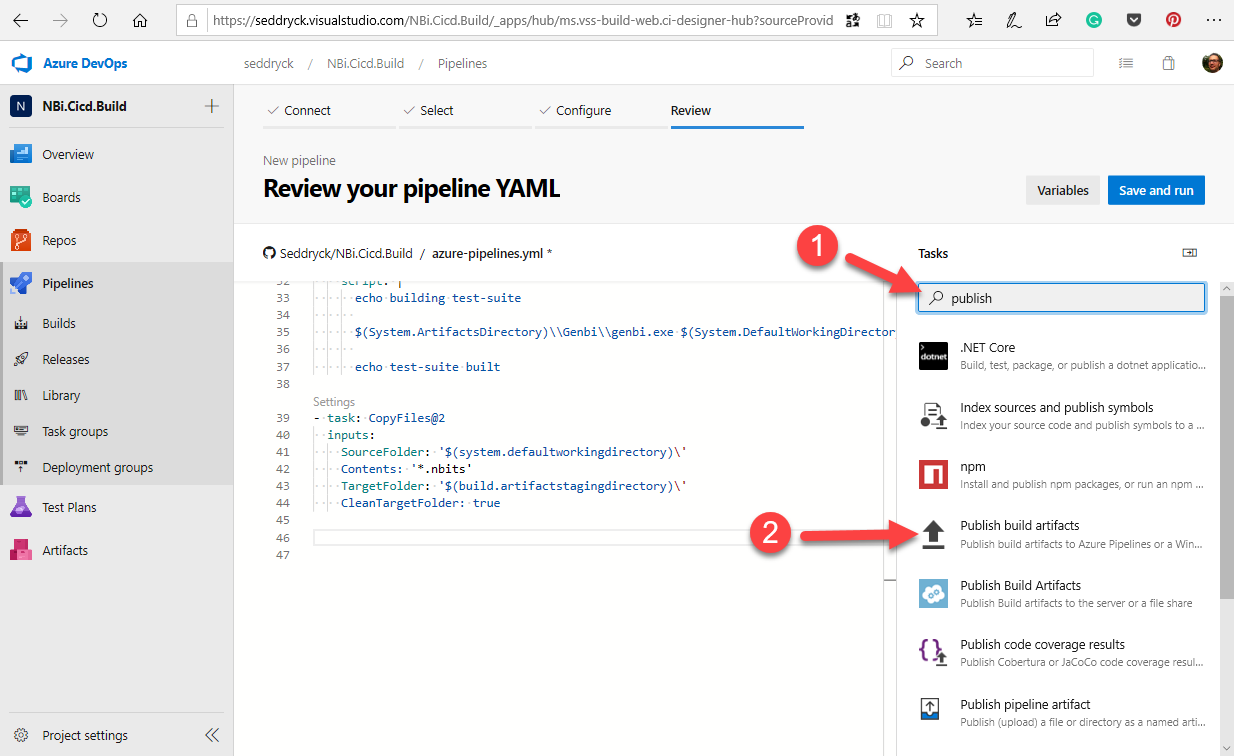 https://seddryck.visualstudio.com/NBi.Cicd.Build/_apps/hub/ms.vss-build-web.ci-designer-hub?sourceProvid
Azure DevOps
seddryck / NBi.Cicd.Build / Pipelines
Search
N NBi.Cicd.Build
Overview
Boards
Repos
Pipelines
Builds
Releases
Library
Task groups
Deployment groups
Test Plans
Artifacts
Project settings
Connect
Select
Configure
Review
New pipeline
Review your pipeline YAML
Variables
Save and run
Seddryck/NBi.Cicd.Build / azure-pipelines.yml *
32 script: |
33 echo building test-suite
34
35 $(System.ArtifactsDirectory)\\Genbi\\genbi.exe $(System.DefaultWorkingDirector
36
37 echo test-suite built
38
Settings
39 - task: CopyFiles@2
40 inputs:
41 SourceFolder: '$(system.defaultworkingdirectory)\'
42 Contents: '*.nbits'
43 TargetFolder: '$(build.artifactstagingdirectory)\'
44 CleanTargetFolder: true
45
46
47
1
2
Tasks
publish
dotnet
.NET Core
Build, test, package, or publish a dotnet applicatio...
Index sources and publish symbols
Index your source code and publish symbols to a ...
npm
Install and publish npm packages, or run an npm ...
Publish build artifacts
Publish build artifacts to Azure Pipelines or a Win...
Publish Build Artifacts
Publish Build artifacts to the server or a file share
Publish code coverage results
Publish Cobertura or JaCoCo code coverage resul...
Publish pipeline artifact
Publish (upload) a file or directory as a named arti...